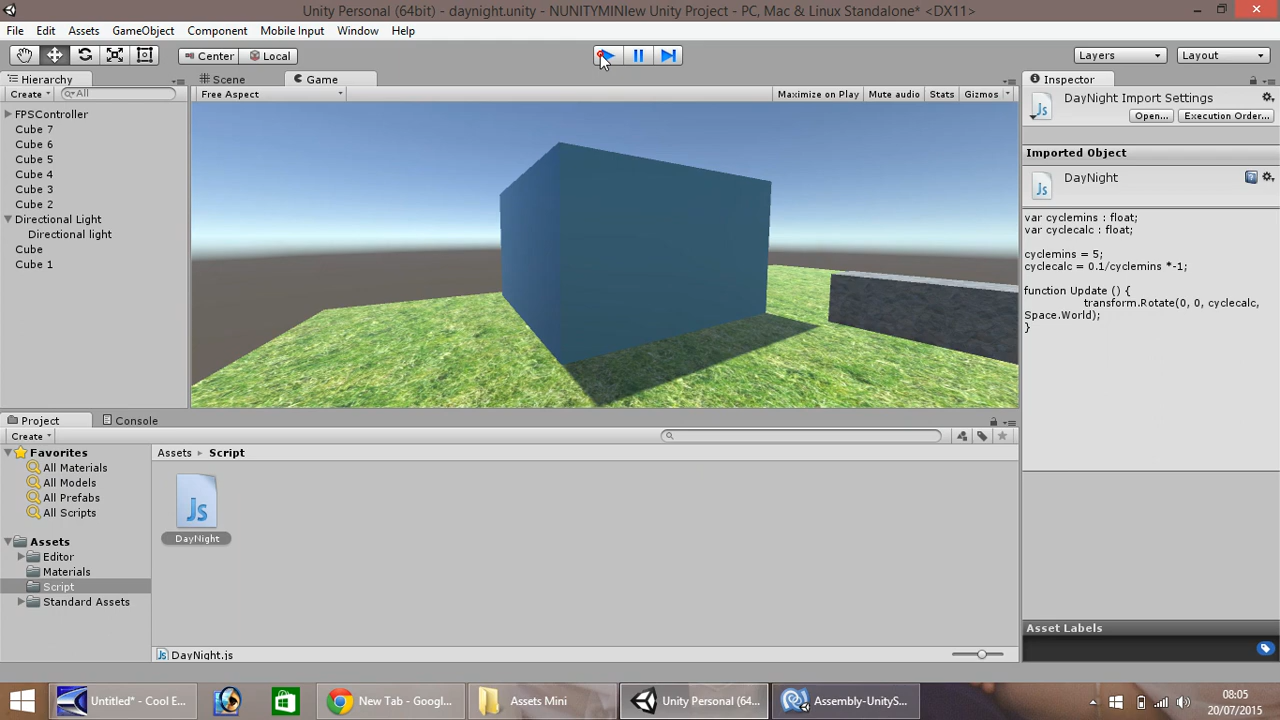 Unity Personal (64bit) - daynight.unity - NUNITYMINIew Unity Project - PC, Mac & Linux Standalone* <DX11>
File Edit Assets GameObject Component Mobile Input Window Help
Center Local Layers Layout
Hierarchy Scene Game Inspector
Create All Free Aspect Maximize on Play Mute audio Stats Gizmos
DayNight Import Settings
Open... Execution Order...
FPSController
Cube 7
Cube 6
Cube 5
Cube 4
Cube 3
Cube 2
Directional Light
Directional light
Cube
Cube 1
Imported Object
Js DayNight
var cyclemins : float;
var cyclecalc : float;
cyclemins = 5;
cyclecalc = 0.1/cyclemins *-1;
function Update () {
transform.Rotate(0, 0, cyclecalc,
Space.World);
}
Project Console
Create
Favorites
All Materials
All Models
All Prefabs
All Scripts
Assets
Editor
Materials
Script
Standard Assets
Assets Script
Js
DayNight
DayNight.js
Asset Labels
Untitled* - Cool E... New Tab - Googl... Assets Mini Unity Personal (64... Assembly-UnityS...
08:05
20/07/2015